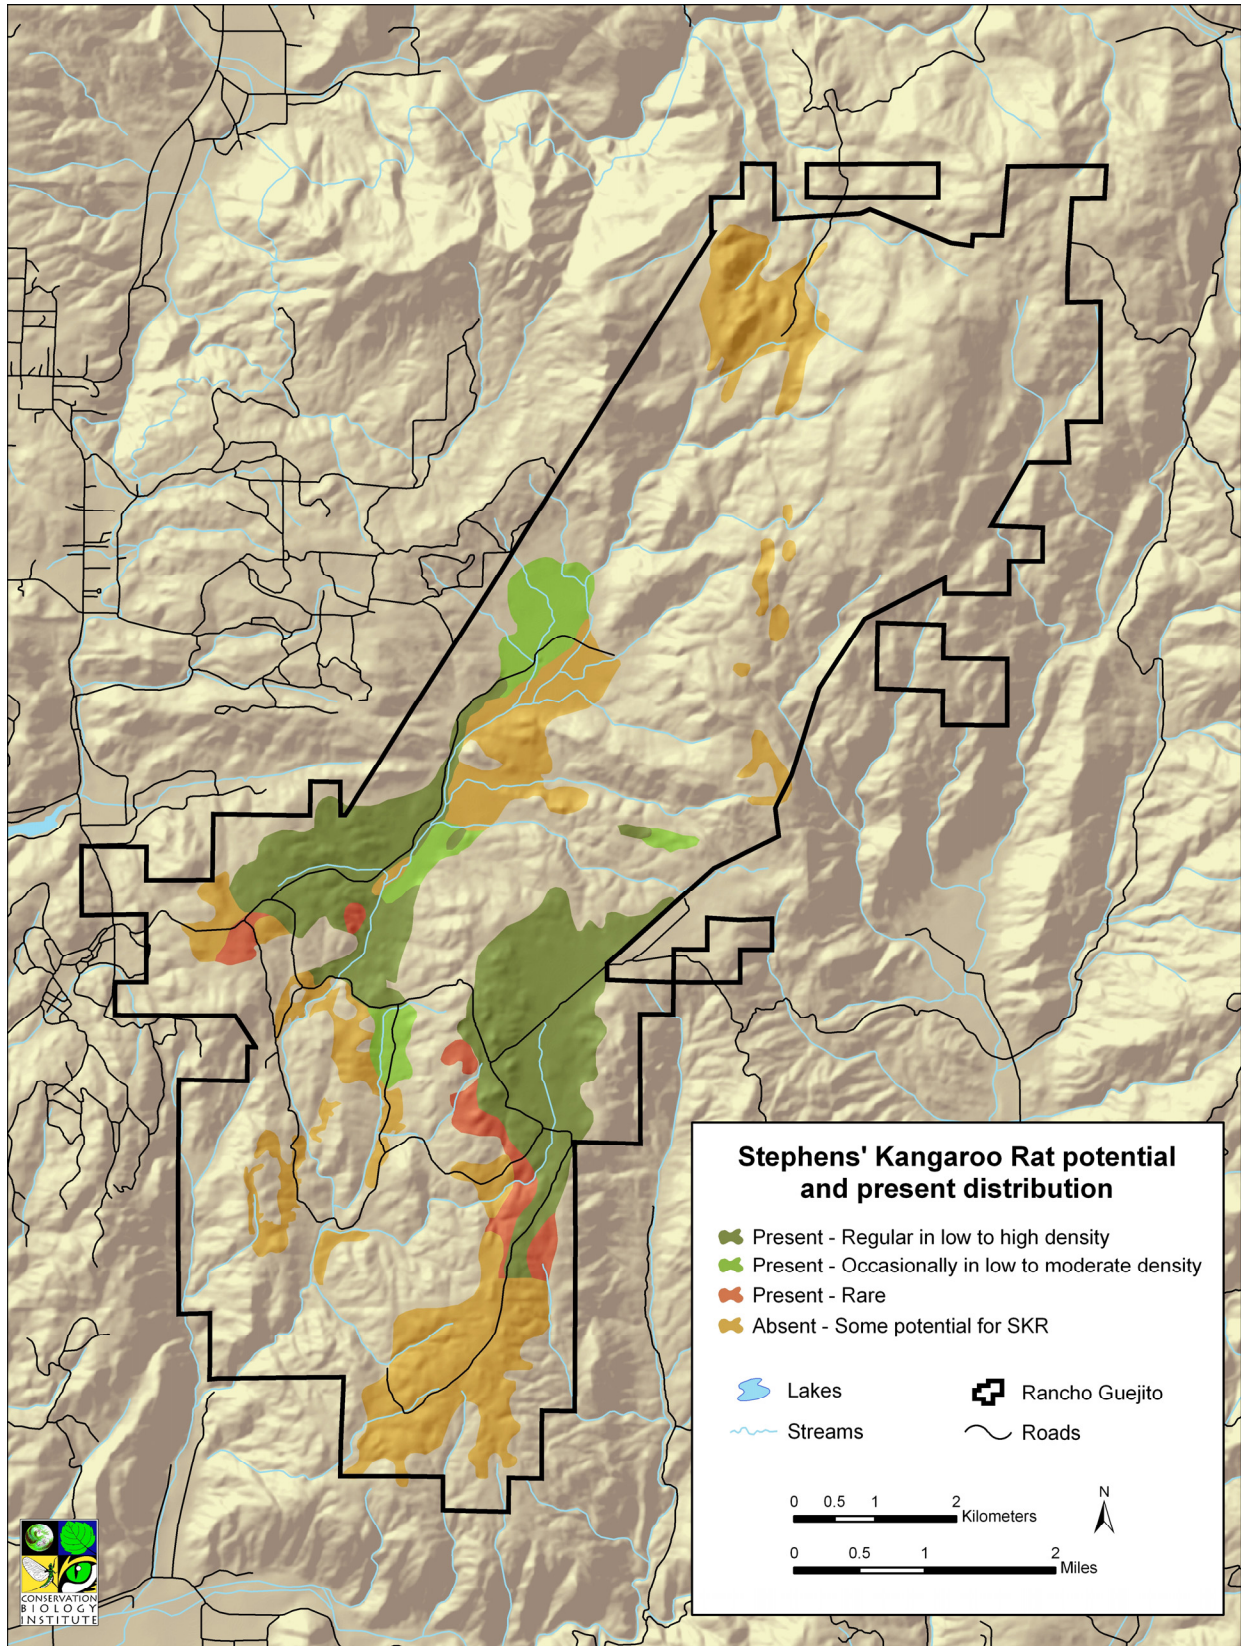 Stephens' Kangaroo Rat potential
and present distribution
Present - Regular in low to high density
Present - Occasionally in low to moderate density
Present - Rare
Absent - Some potential for SKR
Lakes
Rancho Guejito
Streams
Roads
0 0.5 1 2
Kilometers
N
0 0.5 1 2
Miles
CONSERVATION
BIOLOGY
INSTITUTE